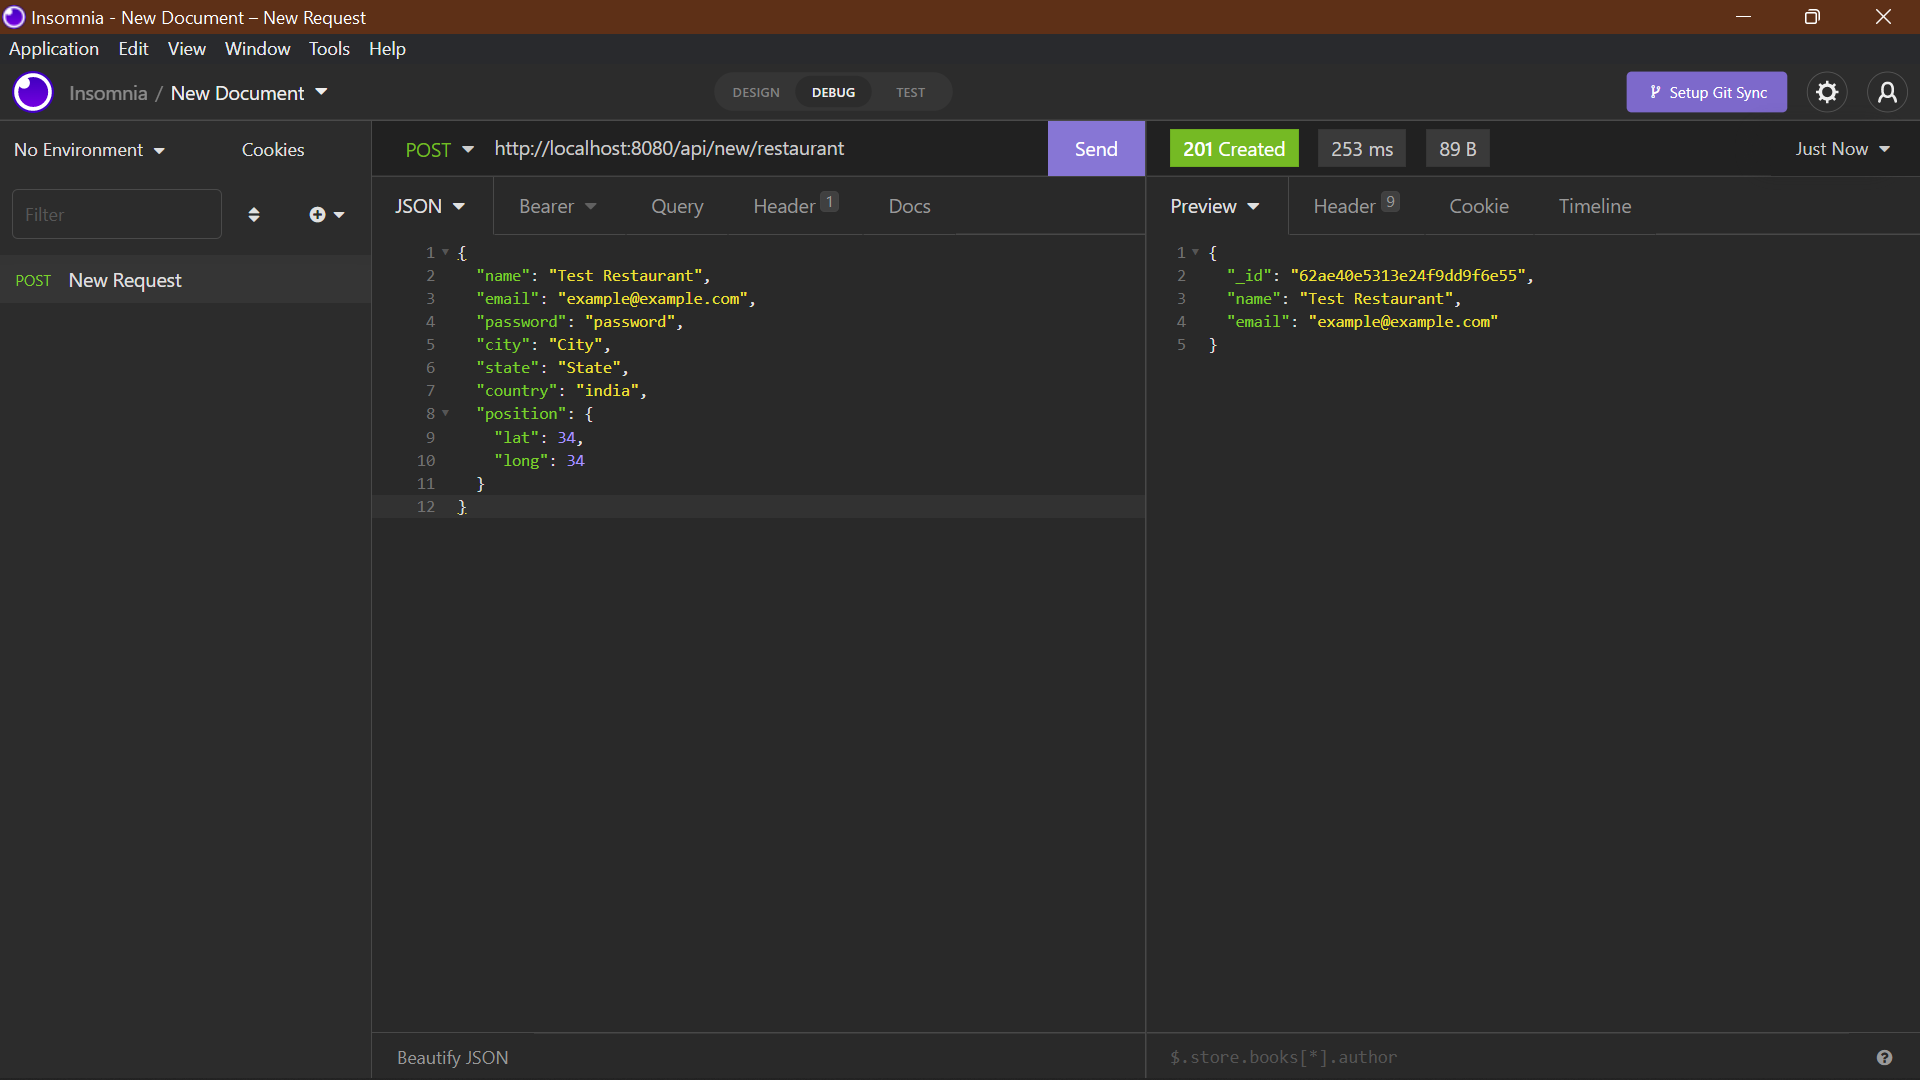 Insomnia - New Document – New Request
Application Edit View Window Tools Help
Insomnia / New Document
DESIGN DEBUG TEST
Setup Git Sync
No Environment Cookies
POST http://localhost:8080/api/new/restaurant Send
201 Created 253 ms 89 B Just Now
Filter
JSON Bearer Query Header 1 Docs
Preview Header 9 Cookie Timeline
POST New Request
1 {
2 "name": "Test Restaurant",
3 "email": "example@example.com",
4 "password": "password",
5 "city": "City",
6 "state": "State",
7 "country": "india",
8 "position": {
9 "lat": 34,
10 "long": 34
11 }
12 }
Beautify JSON
1 {
2 "_id": "62ae40e5313e24f9dd9f6e55",
3 "name": "Test Restaurant",
4 "email": "example@example.com"
5 }
$.store.books[*].author